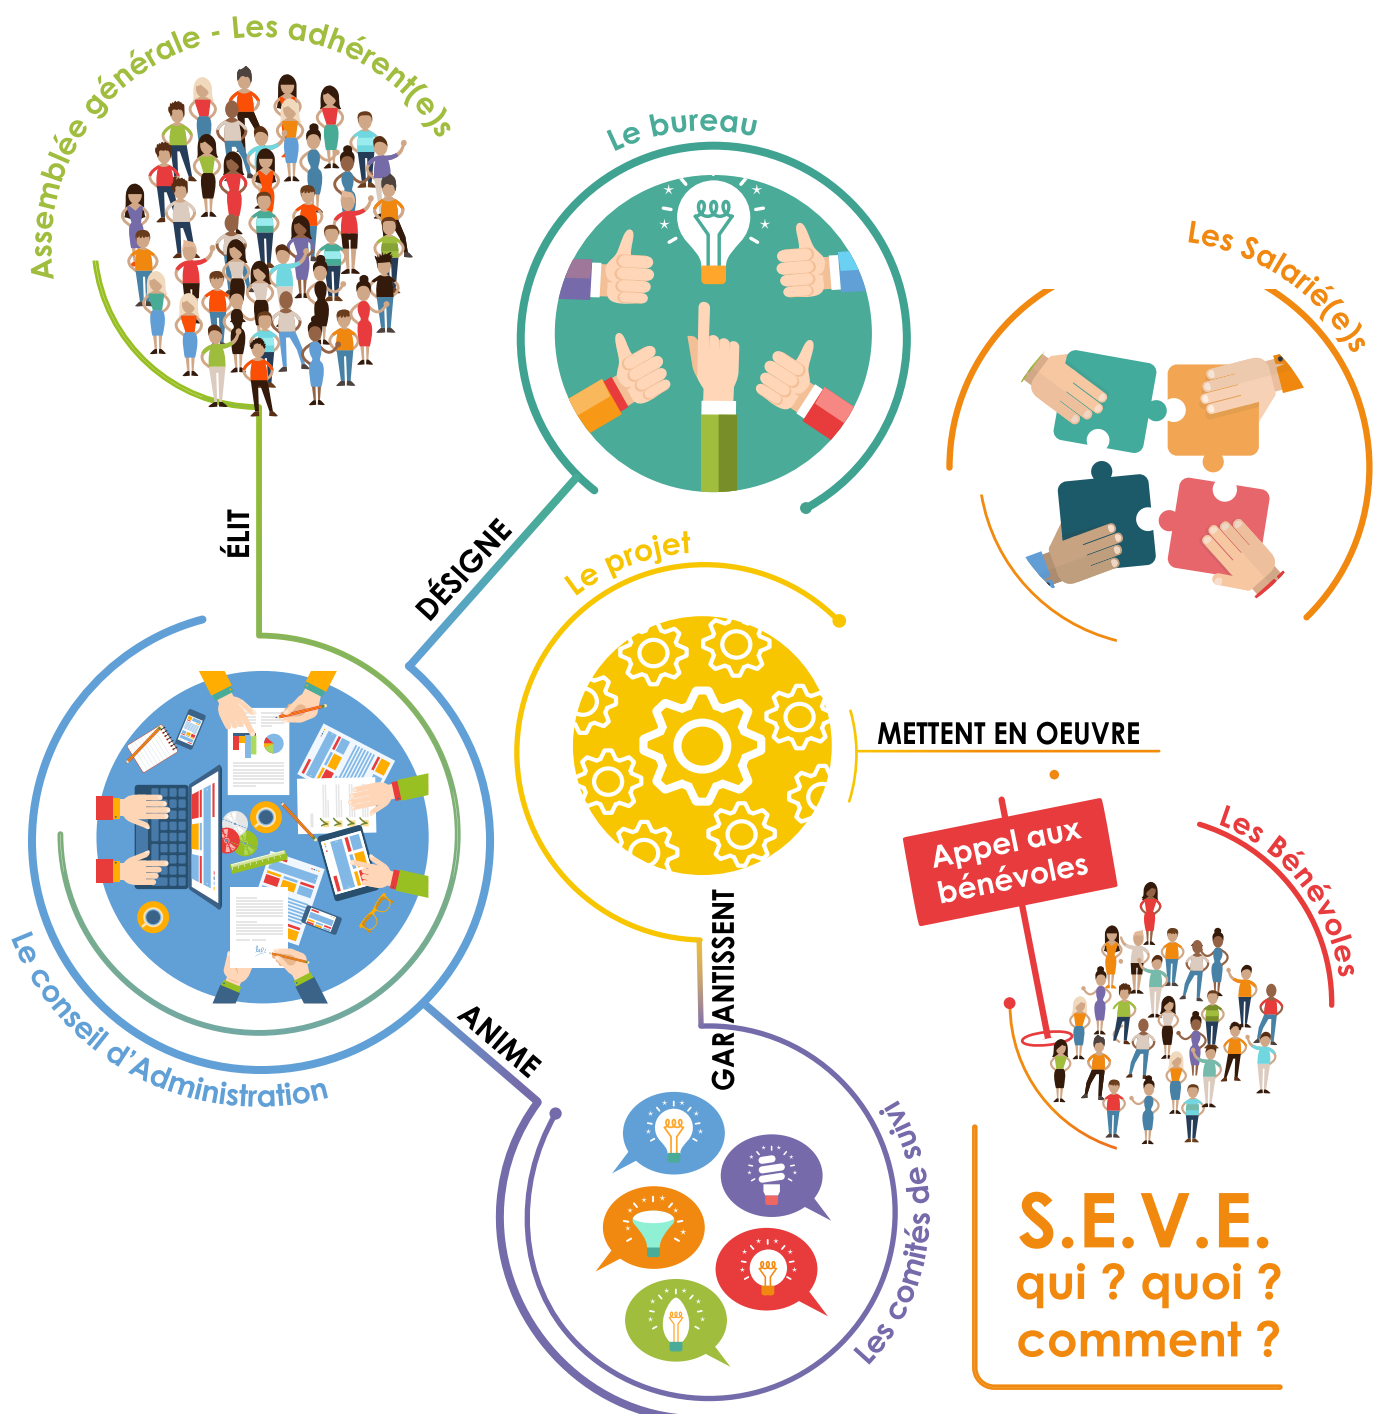 Assemblée générale - Les adhérent(e)s
Le bureau
Les Salarié(e)s
ÉLIT
DÉSIGNE
Le projet
METTENT EN OEUVRE
Appel aux
bénévoles
Les Bénévoles
Le conseil d'Administration
ANIME
GARANTISSENT
Les comités de suivi
S.E.V.E.
qui ? quoi ?
comment ?